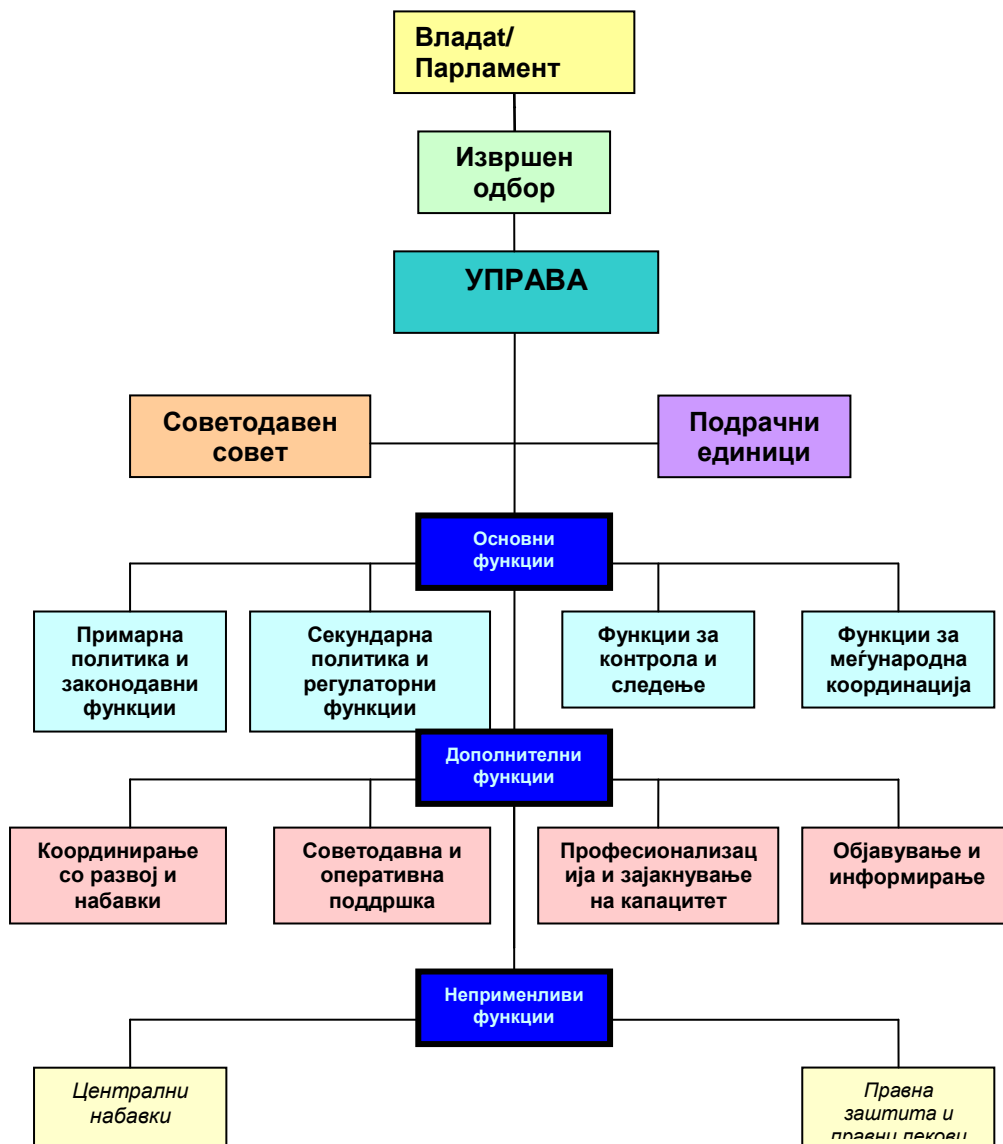 Владаt/
Парламент
Извршен
одбор
УПРАВА
Советодавен
совет
Подрачни
единици
Основни
функции
Примарна
политика и
законодавни
функции
Секундарна
политика и
регулаторни
функции
Функции за
контрола и
следење
Функции за
меѓународна
координација
Дополнителни
функции
Координирање
со развој и
набавки
Советодавна и
оперативна
поддршка
Професионализац
ија и зајакнување
на капацитет
Објавување и
информирање
Неприменливи
функции
Централни
набавки
Правна
заштита и
правни лекови